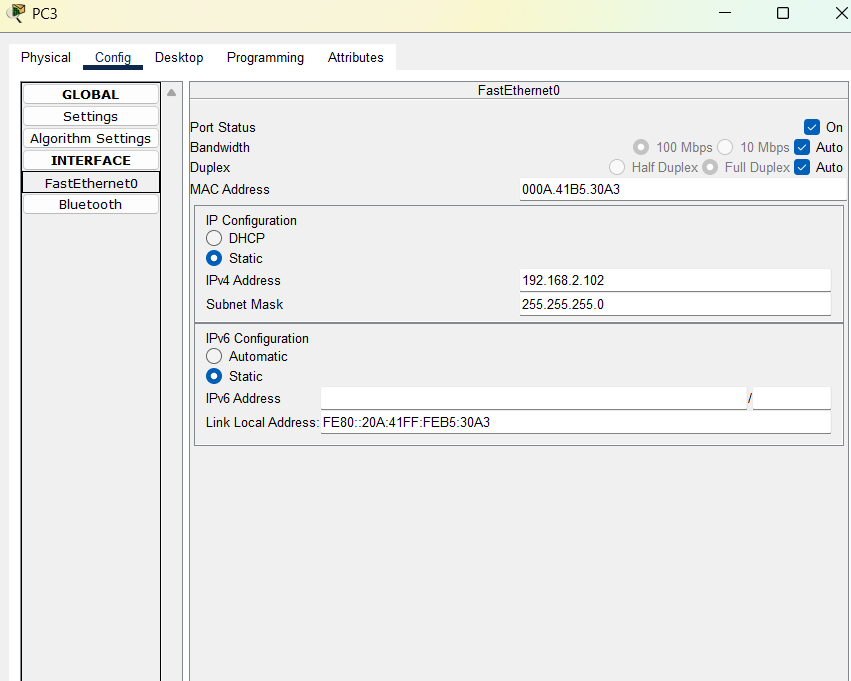 PC3
Physical Config Desktop Programming Attributes
GLOBAL
Settings
Algorithm Settings
INTERFACE
FastEthernet0
Bluetooth
FastEthernet0
Port Status On
Bandwidth 100 Mbps 10 Mbps Auto
Duplex Half Duplex Full Duplex Auto
MAC Address 000A.41B5.30A3
IP Configuration
DHCP
Static
IPv4 Address 192.168.2.102
Subnet Mask 255.255.255.0
IPv6 Configuration
Automatic
Static
IPv6 Address /
Link Local Address: FE80::20A:41FF:FEB5:30A3